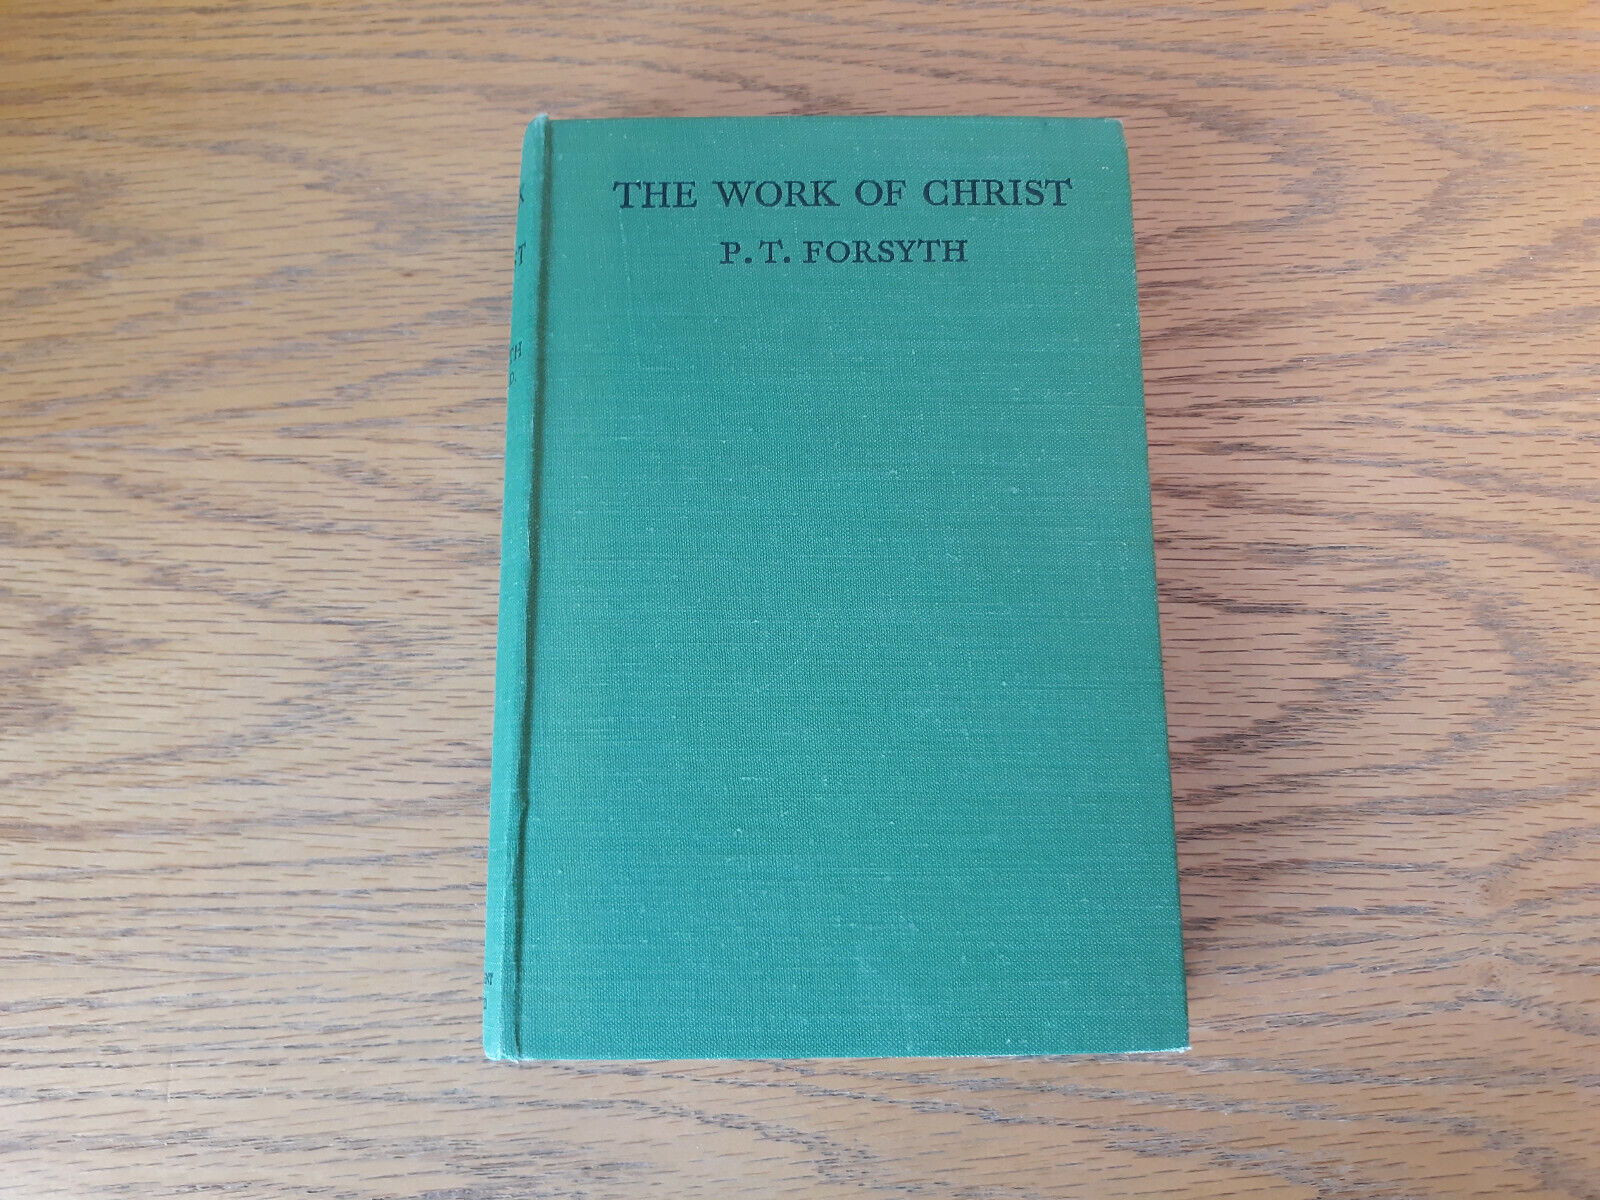 THE WORK OF CHRIST
P. T. FORSYTH